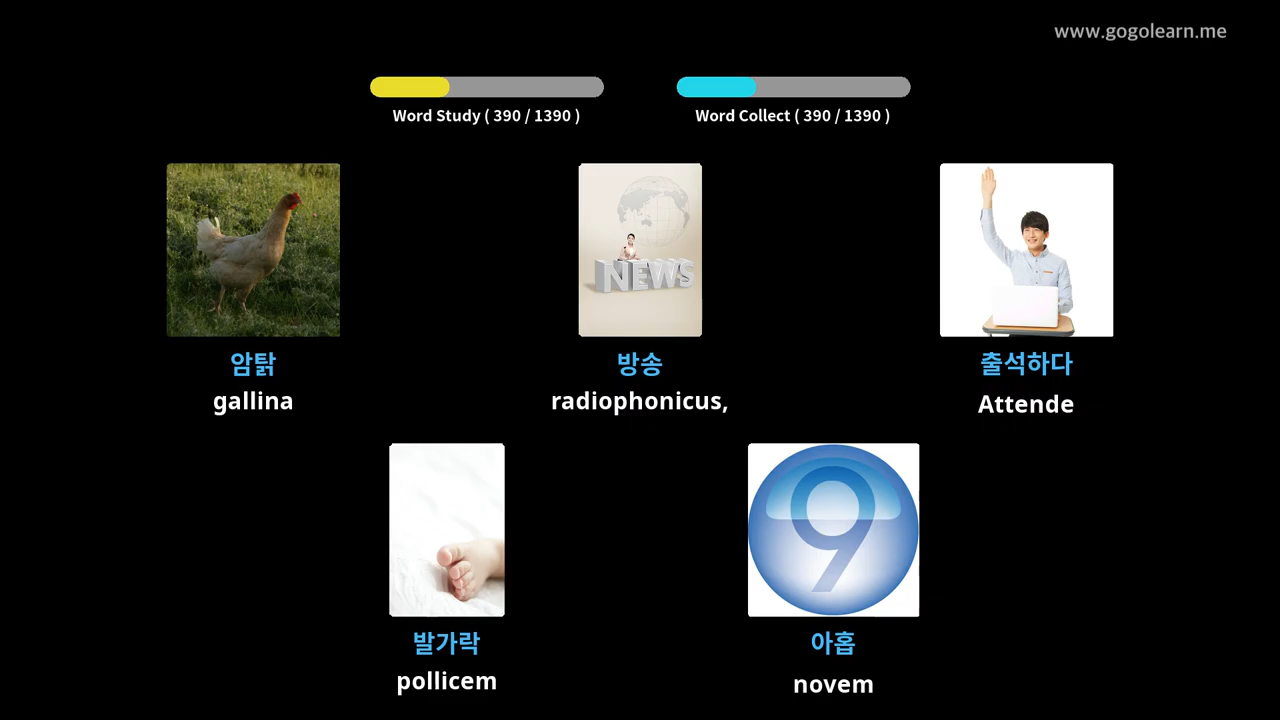 www.gogolearn.me
Word Study ( 390 / 1390 )
Word Collect ( 390 / 1390 )
NEWS
암탉
gallina
방송
radiophonicus,
출석하다
Attende
9
발가락
pollicem
아홉
novem